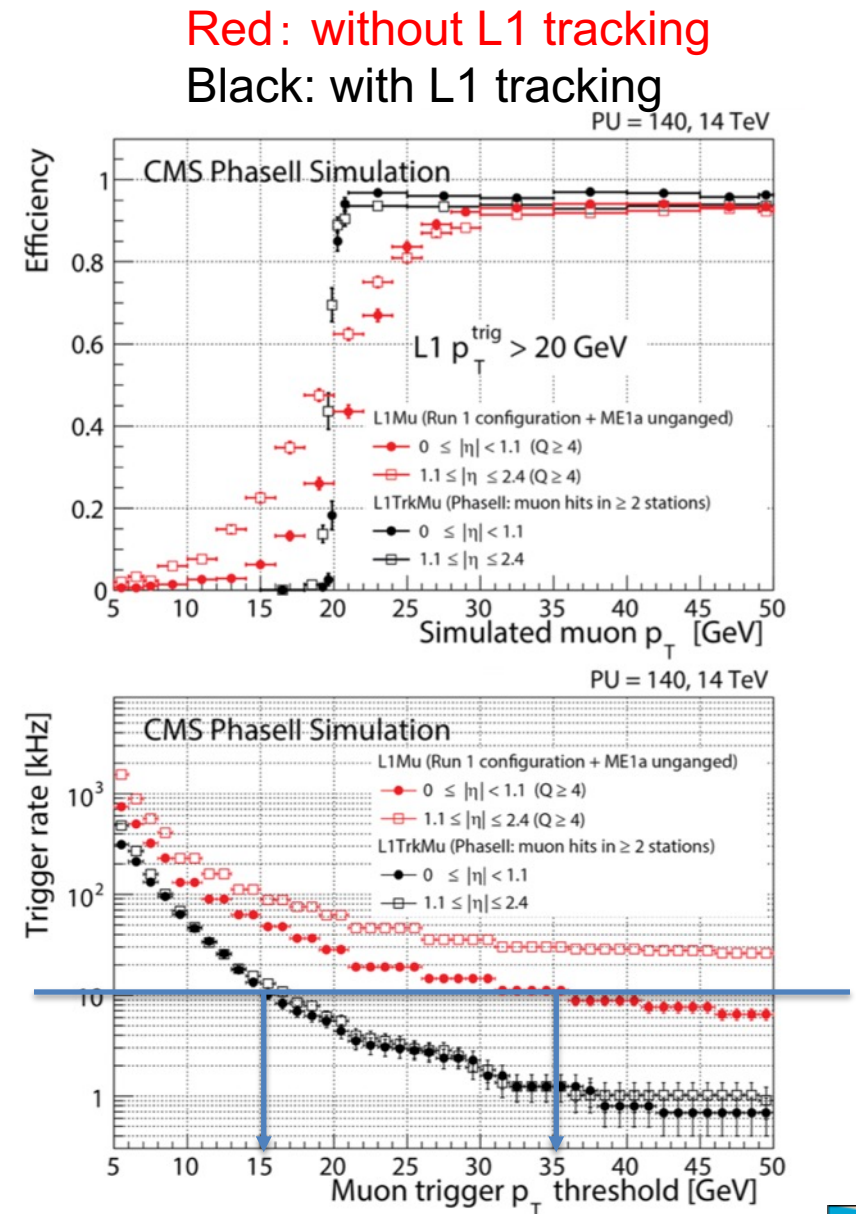 Red: without L1 tracking
Black: with L1 tracking
PU = 140, 14 TeV
CMS PhaseII Simulation
Efficiency
1
0.8
0.6
0.4
0.2
0
L1 p_T^trig > 20 GeV
L1Mu (Run 1 configuration + ME1a unganged)
0 ≤ |η| < 1.1 (Q ≥ 4)
1.1 ≤ |η| ≤ 2.4 (Q ≥ 4)
L1TrkMu (PhaseII: muon hits in ≥ 2 stations)
0 ≤ |η| < 1.1
1.1 ≤ |η| ≤ 2.4
5 10 15 20 25 30 35 40 45 50
Simulated muon p_T [GeV]
PU = 140, 14 TeV
CMS PhaseII Simulation
Trigger rate [kHz]
10^3
10^2
10
1
L1Mu (Run 1 configuration + ME1a unganged)
0 ≤ |η| < 1.1 (Q ≥ 4)
1.1 ≤ |η| ≤ 2.4 (Q ≥ 4)
L1TrkMu (PhaseII: muon hits in ≥ 2 stations)
0 ≤ |η| < 1.1
1.1 ≤ |η| ≤ 2.4
5 10 15 20 25 30 35 40 45 50
Muon trigger p_T threshold [GeV]